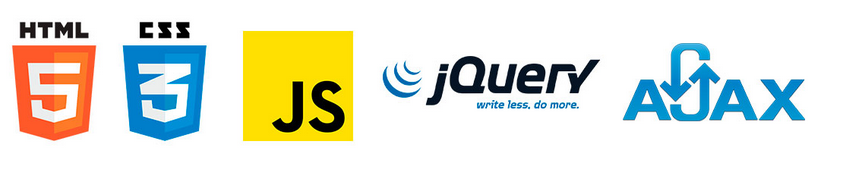 HTML
5
CSS
3
JS
jQuery
write less, do more.
AJAX